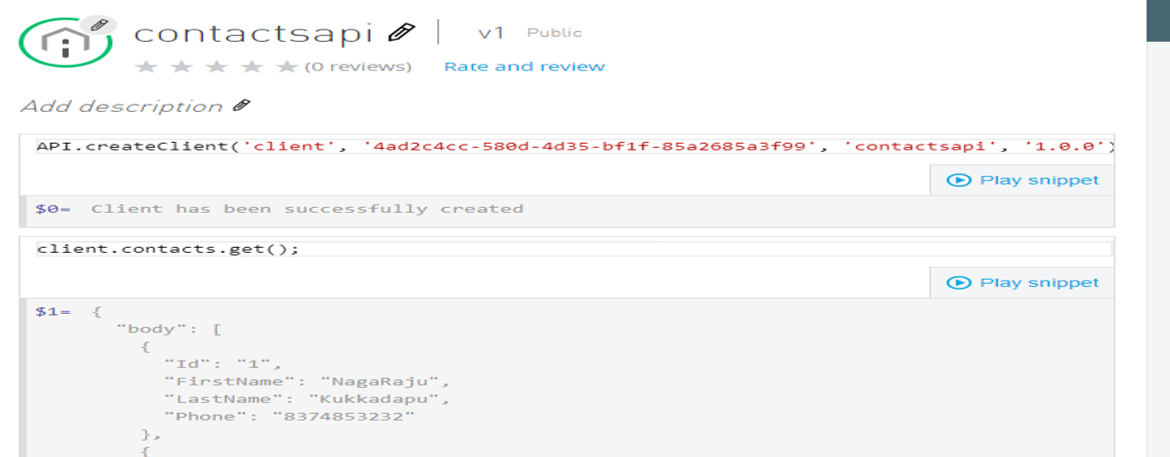 contactsapi v1 Public
(0 reviews) Rate and review
Add description
API.createClient('client', '4ad2c4cc-580d-4d35-bf1f-85a2685a3f99', 'contactsapi', '1.0.0')
Play snippet
$0= Client has been successfully created
client.contacts.get();
Play snippet
$1= {
"body": [
{
"Id": "1",
"FirstName": "NagaRaju",
"LastName": "Kukkadapu",
"Phone": "8374853232"
},
{